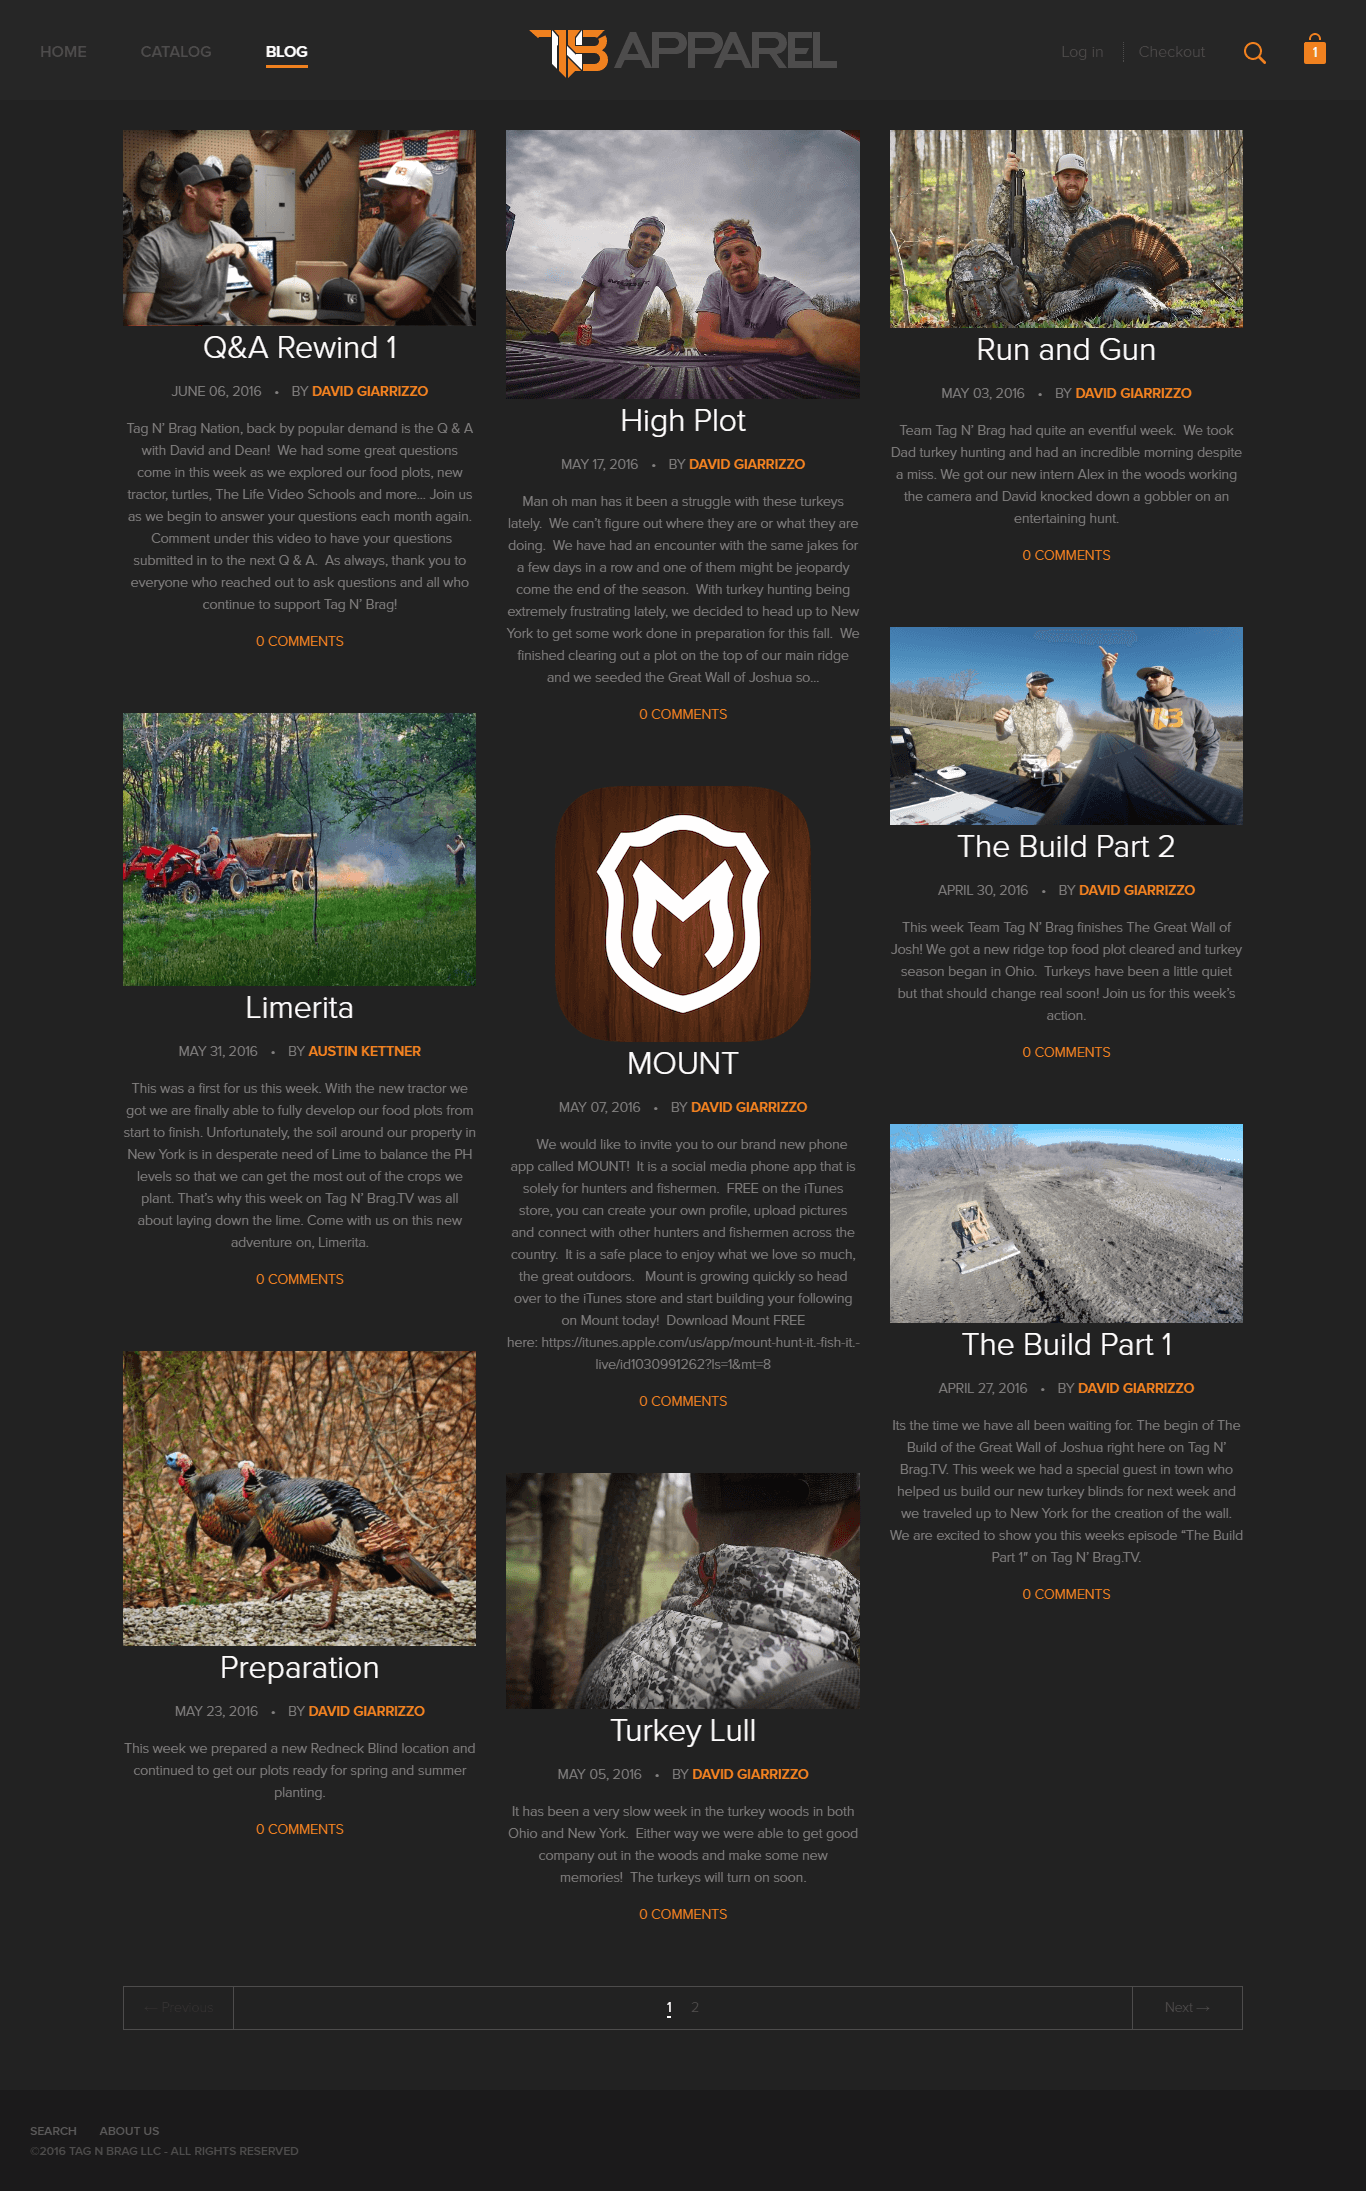 HOME
CATALOG
BLOG
TNB APPAREL
Log in
Checkout
1
MAN CAVE
Q&A Rewind 1
JUNE 06, 2016 • BY DAVID GIARRIZZO
Tag N’ Brag Nation, back by popular demand is the Q & A
with David and Dean! We had some great questions
come in this week as we explored our food plots, new
tractor, turtles, The Life Video Schools and more... Join us
as we begin to answer your questions each month again.
Comment under this video to have your questions
submitted in to the next Q & A. As always, thank you to
everyone who reached out to ask questions and all who
continue to support Tag N’ Brag!
0 COMMENTS
Limerita
MAY 31, 2016 • BY AUSTIN KETTNER
This was a first for us this week. With the new tractor we
got we are finally able to fully develop our food plots from
start to finish. Unfortunately, the soil around our property in
New York is in desperate need of Lime to balance the PH
levels so that we can get the most out of the crops we
plant. That’s why this week on Tag N’ Brag.TV was all
about laying down the lime. Come with us on this new
adventure on, Limerita.
0 COMMENTS
Preparation
MAY 23, 2016 • BY DAVID GIARRIZZO
This week we prepared a new Redneck Blind location and
continued to get our plots ready for spring and summer
planting.
0 COMMENTS
High Plot
MAY 17, 2016 • BY DAVID GIARRIZZO
Man oh man has it been a struggle with these turkeys
lately. We can’t figure out where they are or what they are
doing. We have had an encounter with the same jakes for
a few days in a row and one of them might be jeopardy
come the end of the season. With turkey hunting being
extremely frustrating lately, we decided to head up to New
York to get some work done in preparation for this fall. We
finished clearing out a plot on the top of our main ridge
and we seeded the Great Wall of Joshua so...
0 COMMENTS
MOUNT
MAY 07, 2016 • BY DAVID GIARRIZZO
We would like to invite you to our brand new phone
app called MOUNT! It is a social media phone app that is
solely for hunters and fishermen. FREE on the iTunes
store, you can create your own profile, upload pictures
and connect with other hunters and fishermen across the
country. It is a safe place to enjoy what we love so much,
the great outdoors. Mount is growing quickly so head
over to the iTunes store and start building your following
on Mount today! Download Mount FREE
here: https://itunes.apple.com/us/app/mount-hunt-it.-fish-it.-
live/id1030991262?ls=1&mt=8
0 COMMENTS
Turkey Lull
MAY 05, 2016 • BY DAVID GIARRIZZO
It has been a very slow week in the turkey woods in both
Ohio and New York. Either way we were able to get good
company out in the woods and make some new
memories! The turkeys will turn on soon.
0 COMMENTS
Run and Gun
MAY 03, 2016 • BY DAVID GIARRIZZO
Team Tag N’ Brag had quite an eventful week. We took
Dad turkey hunting and had an incredible morning despite
a miss. We got our new intern Alex in the woods working
the camera and David knocked down a gobbler on an
entertaining hunt.
0 COMMENTS
The Build Part 2
APRIL 30, 2016 • BY DAVID GIARRIZZO
This week Team Tag N’ Brag finishes The Great Wall of
Josh! We got a new ridge top food plot cleared and turkey
season began in Ohio. Turkeys have been a little quiet
but that should change real soon! Join us for this week’s
action.
0 COMMENTS
The Build Part 1
APRIL 27, 2016 • BY DAVID GIARRIZZO
Its the time we have all been waiting for. The begin of The
Build of the Great Wall of Joshua right here on Tag N’
Brag.TV. This week we had a special guest in town who
helped us build our new turkey blinds for next week and
we traveled up to New York for the creation of the wall.
We are excited to show you this weeks episode “The Build
Part 1″ on Tag N’ Brag.TV.
0 COMMENTS
← Previous
1
2
Next →
SEARCH
ABOUT US
©2016 TAG N BRAG LLC - ALL RIGHTS RESERVED